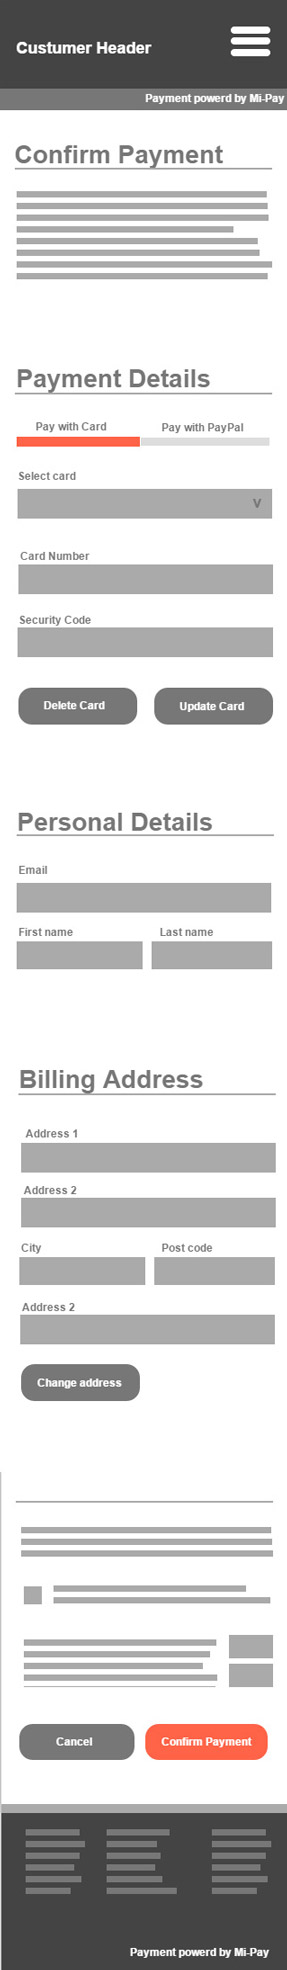 Custumer Header
Payment powerd by Mi-Pay
Confirm Payment
Payment Details
Pay with Card
Pay with PayPal
Select card
V
Card Number
Security Code
Delete Card
Update Card
Personal Details
Email
First name
Last name
Billing Address
Address 1
Address 2
City
Post code
Address 2
Change address
Cancel
Confirm Payment
Payment powerd by Mi-Pay